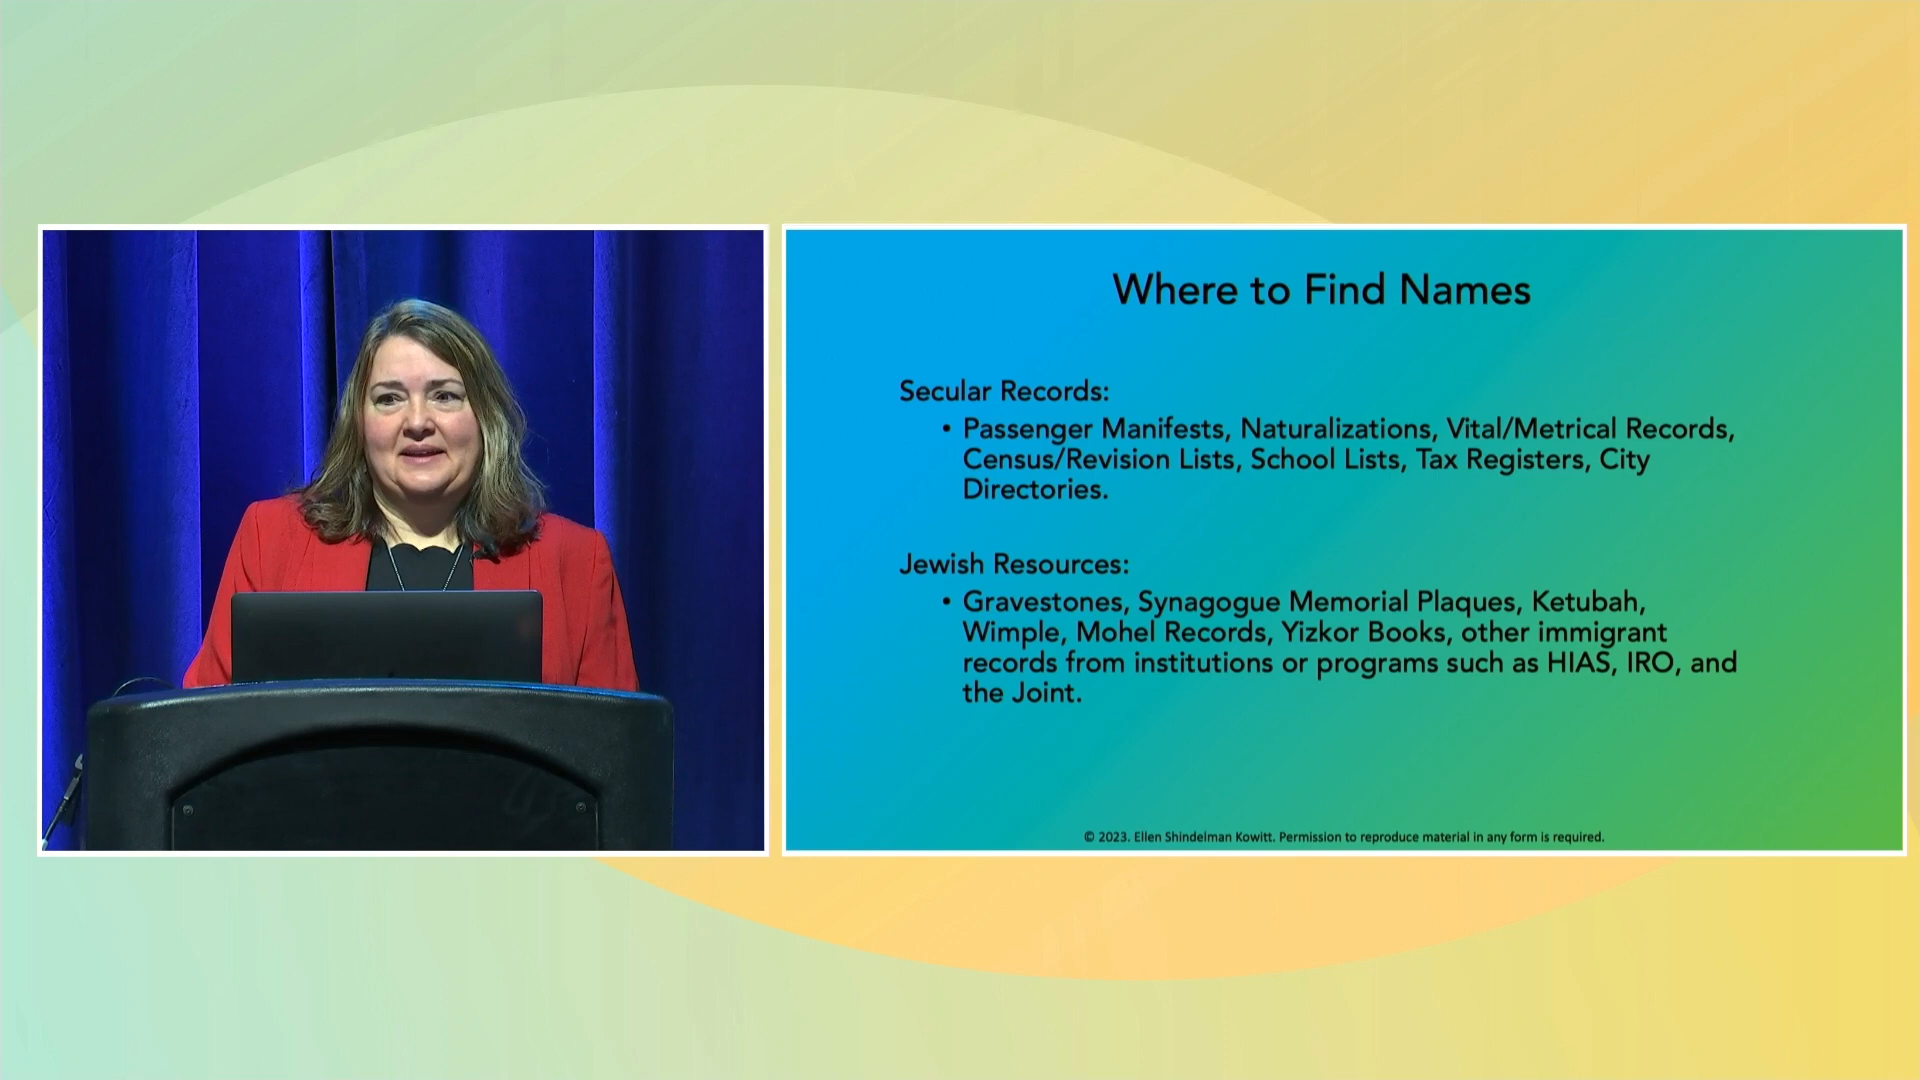 Where to Find Names
Secular Records:
• Passenger Manifests, Naturalizations, Vital/Metrical Records,
Census/Revision Lists, School Lists, Tax Registers, City
Directories.
Jewish Resources:
• Gravestones, Synagogue Memorial Plaques, Ketubah,
Wimple, Mohel Records, Yizkor Books, other immigrant
records from institutions or programs such as HIAS, IRO, and
the Joint.
© 2023. Ellen Shindelman Kowitt. Permission to reproduce material in any form is required.